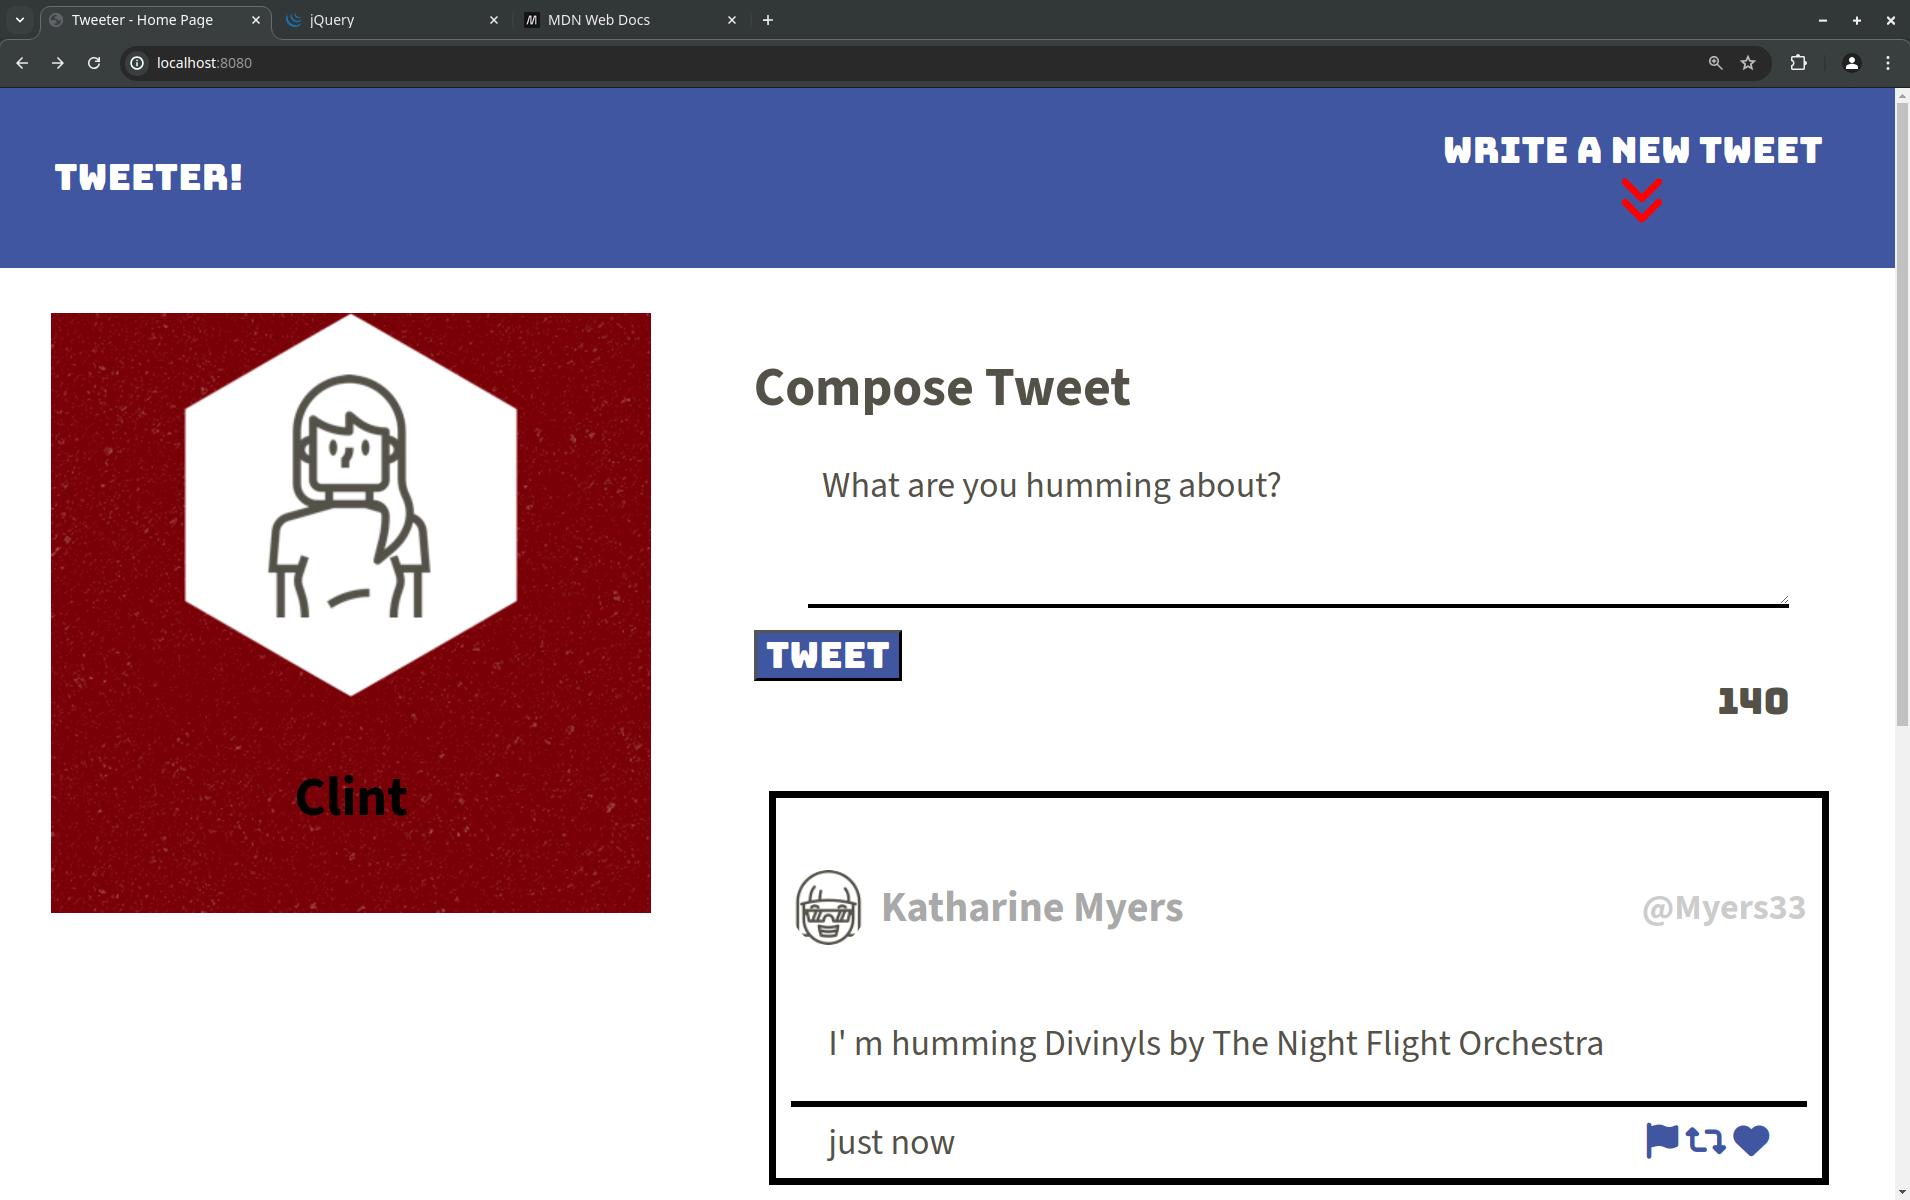 Tweeter - Home Page
jQuery
MDN Web Docs
localhost:8080
TWEETER!
WRITE A NEW TWEET
Clint
Compose Tweet
What are you humming about?
TWEET
140
Katharine Myers
@Myers33
I' m humming Divinyls by The Night Flight Orchestra
just now